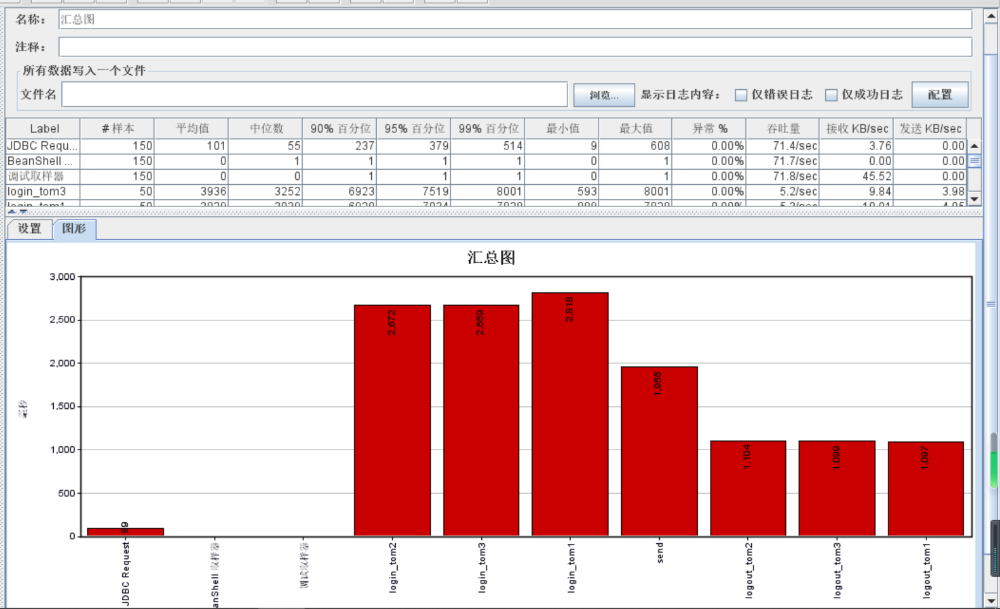 名称： 汇总图
注释：
所有数据写入一个文件
文件名 浏览... 显示日志内容： 仅错误日志 仅成功日志 配置
Label # 样本 平均值 中位数 90% 百分位 95% 百分位 99% 百分位 最小值 最大值 异常 % 吞吐量 接收 KB/sec 发送 KB/sec
JDBC Requ... 150 101 55 237 379 514 9 608 0.00% 71.4/sec 3.76 0.00
BeanShell ... 150 0 1 1 1 1 0 1 0.00% 71.7/sec 0.00 0.00
调试取样器 150 0 0 1 1 1 0 1 0.00% 71.8/sec 45.52 0.00
login_tom3 50 3936 3252 6923 7519 8001 593 8001 0.00% 5.2/sec 9.84 3.98
login_tom1 50
设置 图形
汇总图
3,000
2,500
2,000
1,500
1,000
500
0
毫秒
89
2,672
2,669
2,818
1,955
1,104
1,099
1,097
JDBC Request
anShell 取样器
调试取样器
login_tom2
login_tom3
login_tom1
send
logout_tom2
logout_tom3
logout_tom1